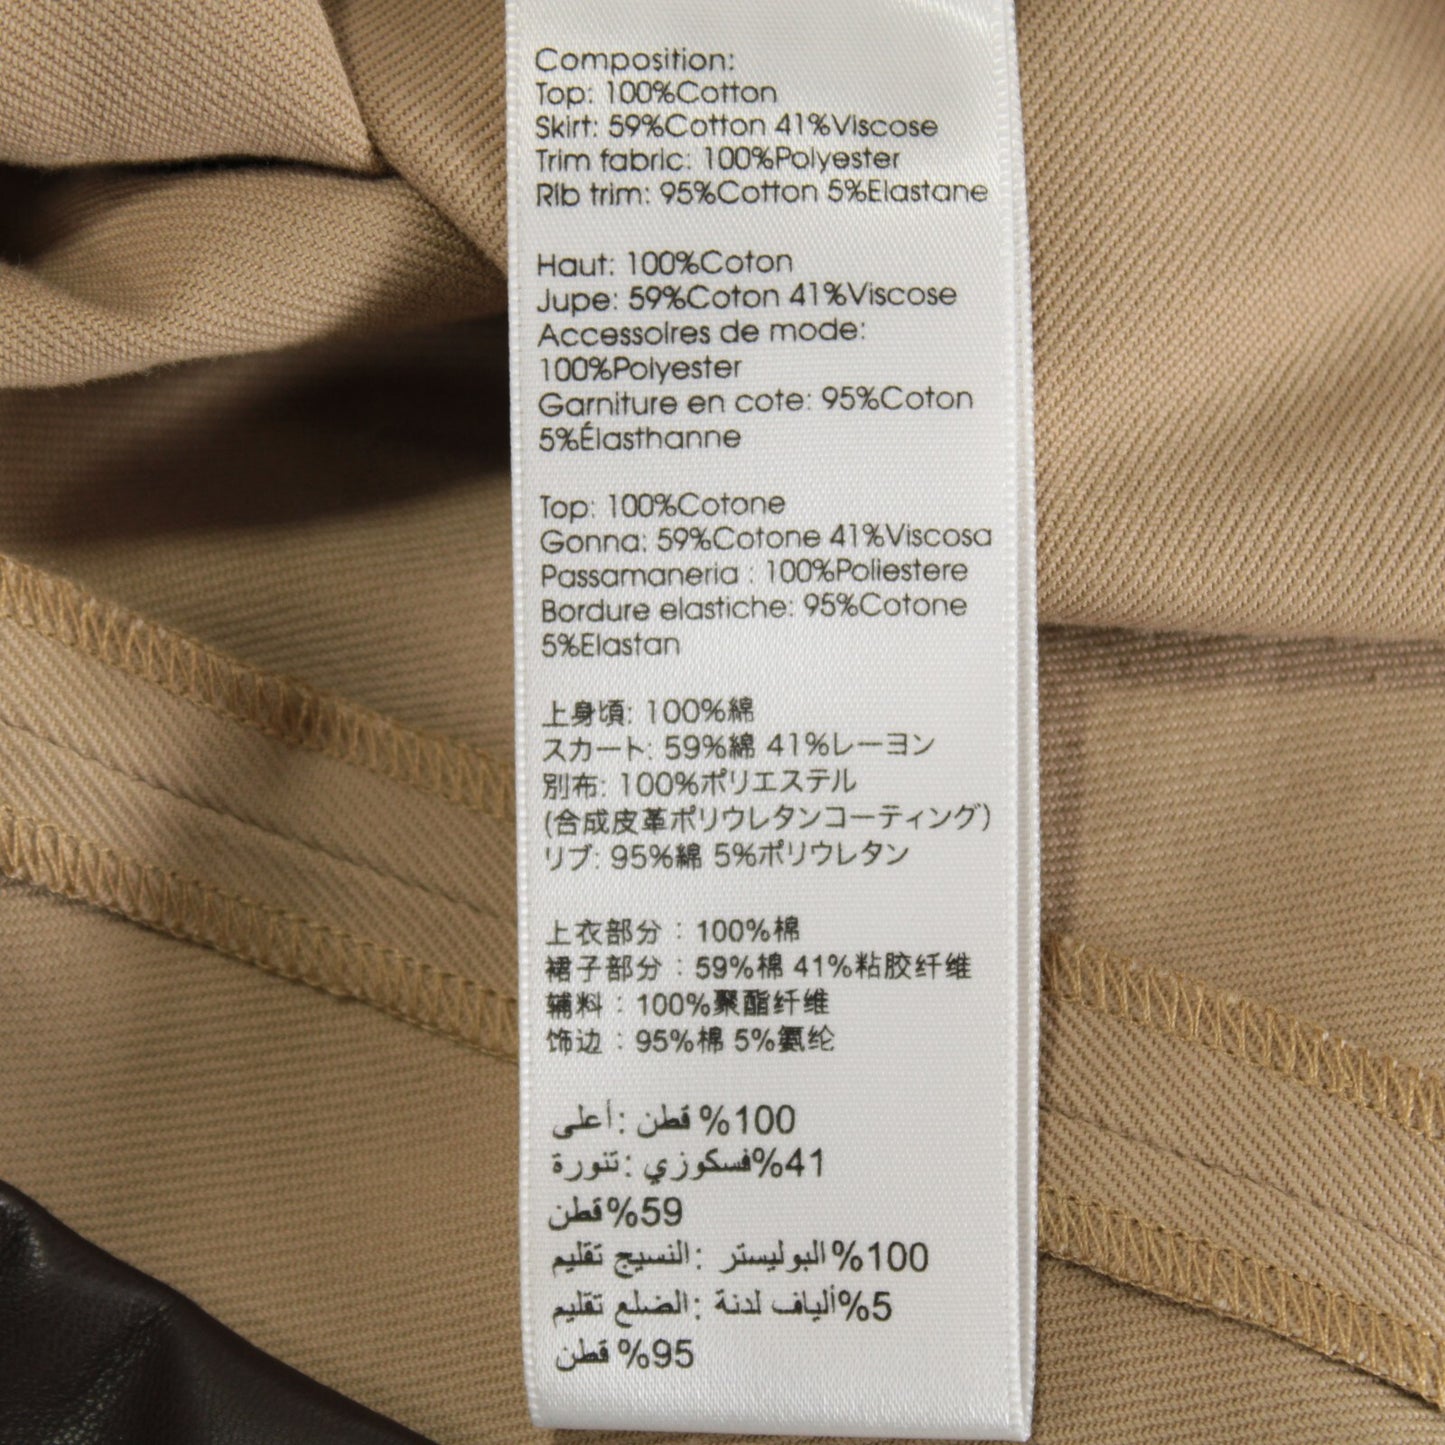 Composition:
Top: 100%Cotton
Skirt: 59%Cotton 41%Viscose
Trim fabric: 100%Polyester
Rib trim: 95%Cotton 5%Elastane
Haut: 100%Coton
Jupe: 59%Coton 41%Viscose
Accessoires de mode:
100%Polyester
Garniture en cote: 95%Coton
5%Élasthanne
Top: 100%Cotone
Gonna: 59%Cotone 41%Viscosa
Passamaneria : 100%Poliestere
Bordure elastiche: 95%Cotone
5%Elastan
上身頃: 100%綿
スカート: 59%綿 41%レーヨン
別布: 100%ポリエステル
(合成皮革ポリウレタンコーティング)
リブ: 95%綿 5%ポリウレタン
上衣部分：100%棉
裙子部分：59%棉 41%粘胶纤维
辅料：100%聚酯纤维
饰边：95%棉 5%氨纶
100% قطن :أعلى
41%فسكوزي :تنورة
59%قطن
100%البوليستر :النسيج تقليم
5%ألياف لدنة :الضلع تقليم
95% قطن